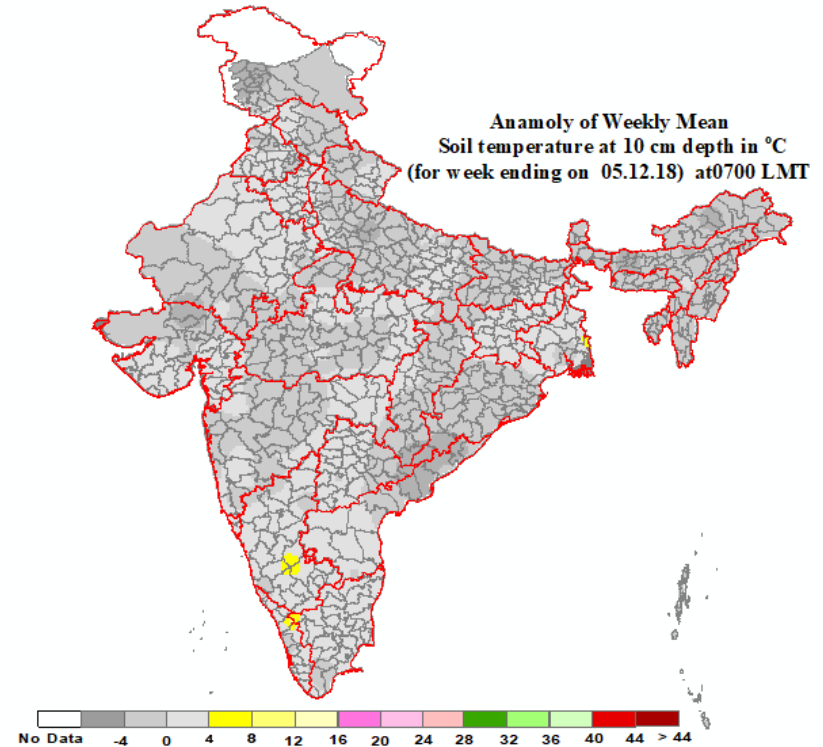 Anamoly of Weekly Mean
Soil temperature at 10 cm depth in °C
(for week ending on 05.12.18) at0700 LMT
No Data -4 0 4 8 12 16 20 24 28 32 36 40 44 > 44